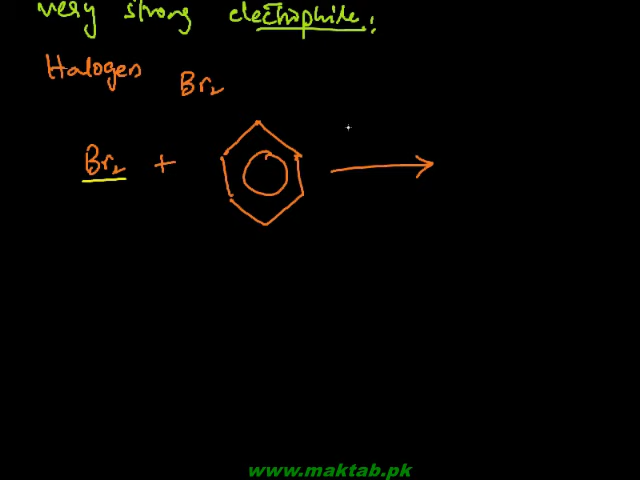 very strong electrophile.
Halogen Br₂
Br₂ +
www.maktab.pk